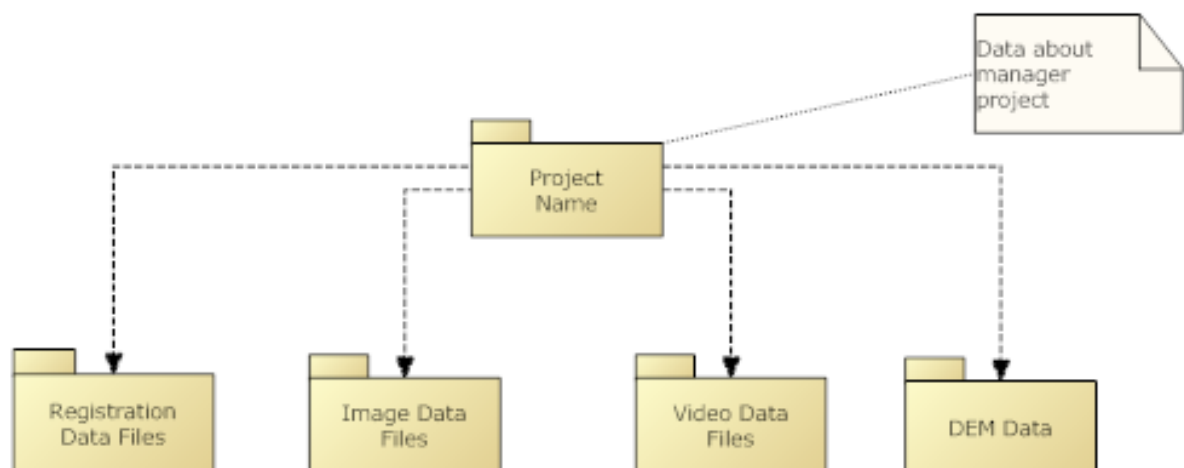 Data about
manager
project
Project
Name
Registration
Data Files
Image Data
Files
Video Data
Files
DEM Data